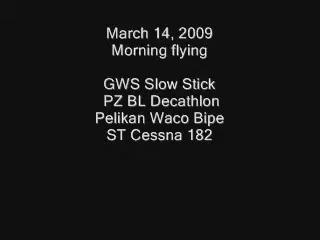 March 14, 2009
Morning flying
GWS Slow Stick
PZ BL Decathlon
Pelikan Waco Bipe
ST Cessna 182